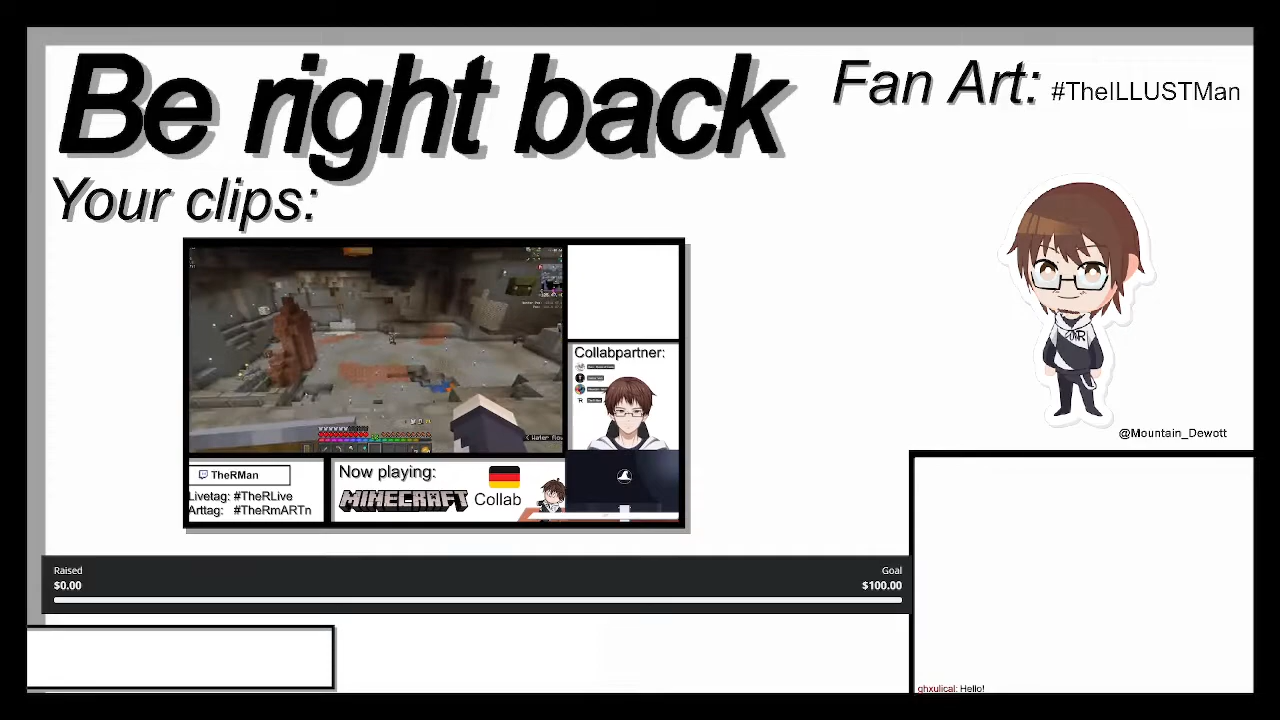 Be right back
Fan Art: #TheILLUSTMan
Your clips:
Collabpartner:
@Mountain_Dewott
TheRMan
Livetag: #TheRLive
Arttag: #TheRmARTn
Now playing:
MINECRAFT Collab
Raised
$0.00
Goal
$100.00
ghxulical: Hello!